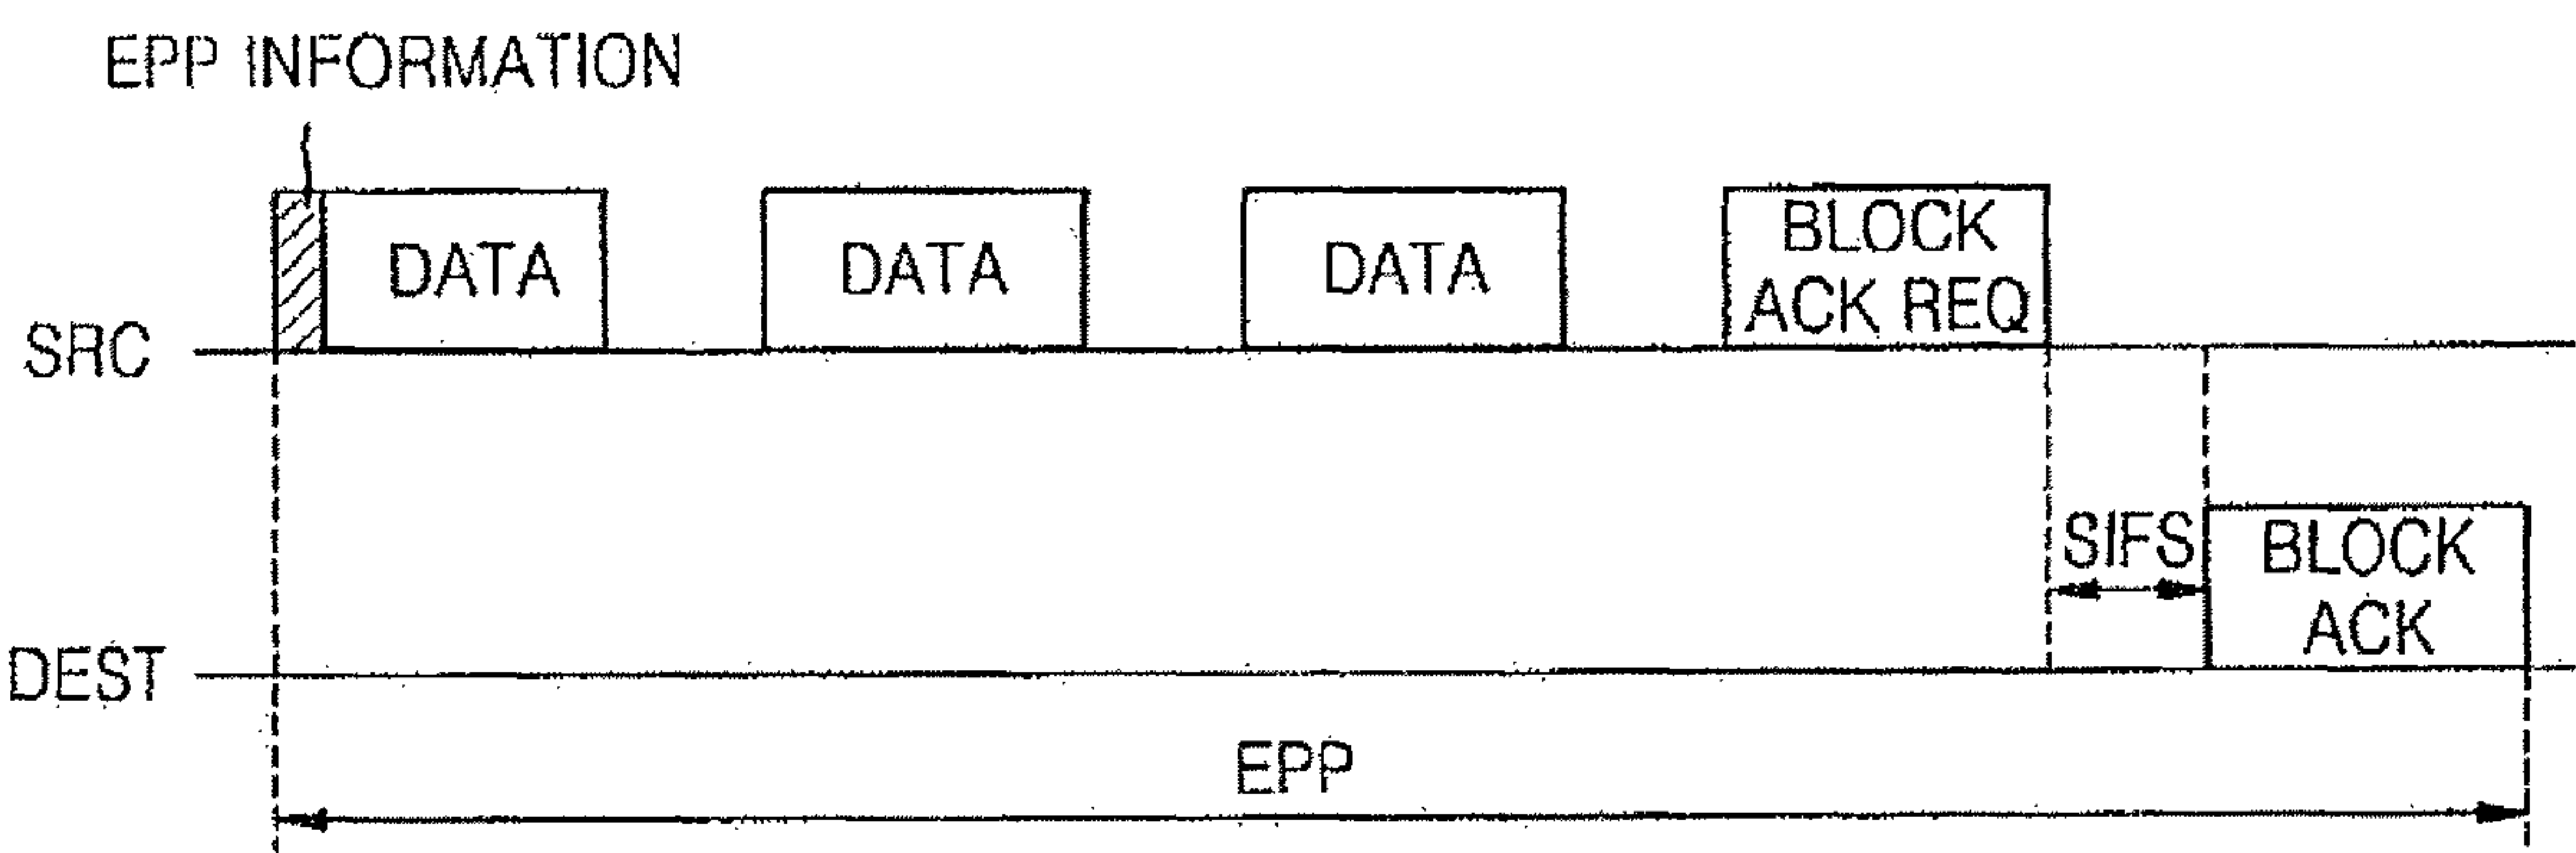 EPP INFORMATION
DATA
DATA
DATA
BLOCK
ACK REQ
SRC
SIFS
BLOCK
ACK
DEST
EPP